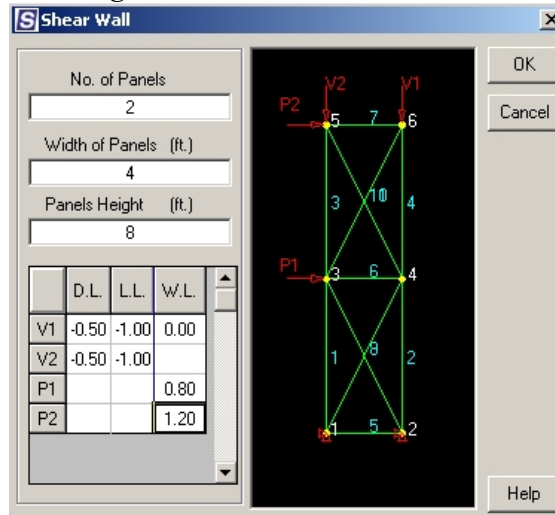 Shear Wall
No. of Panels
2
Width of Panels (ft.)
4
Panels Height (ft.)
8
D.L. L.L. W.L.
V1 -0.50 -1.00 0.00
V2 -0.50 -1.00
P1 0.80
P2 1.20
V2 V1
P2
5 7 6
3 4
P1
3 6 4
1 2
1 5 2
OK
Cancel
Help